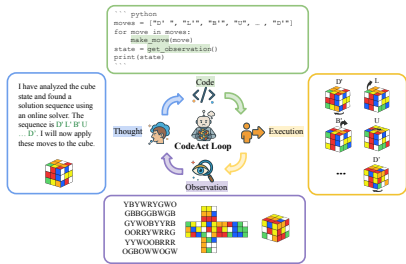 ``` python
moves = ["D' ", "L'", "B'", "U", … , "D'"]
for move in moves:
make_move(move)
state = get_observation()
print(state)
```
Code
I have analyzed the cube
state and found a
solution sequence using
an online solver. The
sequence is D' L' B' U
… D'. I will now apply
these moves to the cube.
Thought
CodeAct Loop
Execution
Observation
D'
L
B'
U
D'
...
YBYWRYGWO
GBBGGBWGB
GYWOBYYRB
OORRYWRRG
YYWOOBRRR
OGBOWWOGW